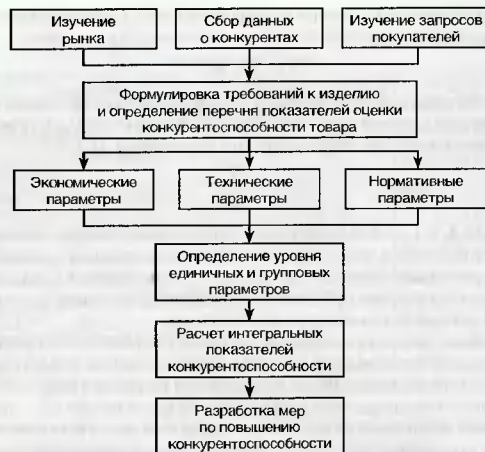 Изучение
рынка
Сбор данных
о конкурентах
Изучение запросов
покупателей
Формулировка требований к изделию
и определение перечня показателей оценки
конкурентоспособности товара
Экономические
параметры
Технические
параметры
Нормативные
параметры
Определение уровня
единичных и групповых
параметров
Расчет интегральных
показателей
конкурентоспособности
Разработка мер
по повышению
конкурентоспособности